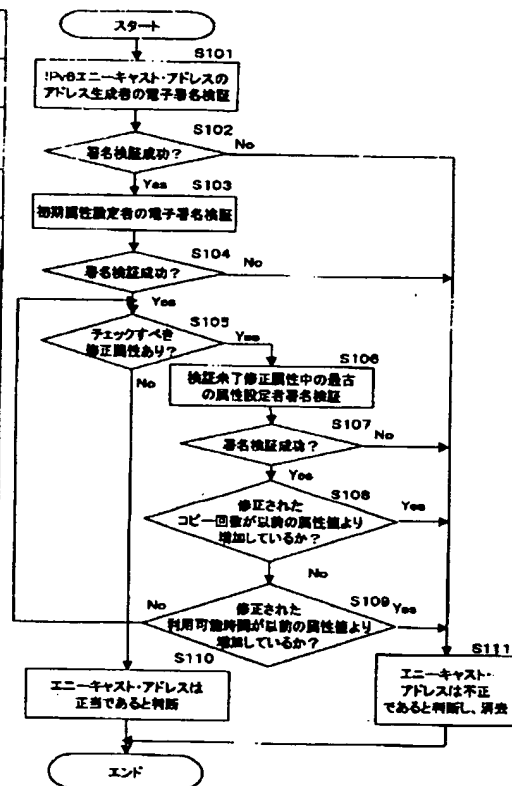 スタート
S101
IPv6エニーキャスト・アドレスの
アドレス生成者の電子署名検証
S102
署名検証成功?
No
Yes
S103
初期属性設定者の電子署名検証
S104
署名検証成功?
No
Yes
S105
チェックすべき
修正属性あり?
Yes
No
S106
検証未了修正属性中の最古
の属性設定者署名検証
S107
署名検証成功?
No
Yes
S108
修正された
コピー回数が以前の属性値より
増加しているか?
Yes
No
S109
修正された
利用可能時間が以前の属性値より
増加しているか?
Yes
No
S110
エニーキャスト・アドレスは
正当であると判断
S111
エニーキャスト・
アドレスは不正
であると判断し、消去
エンド